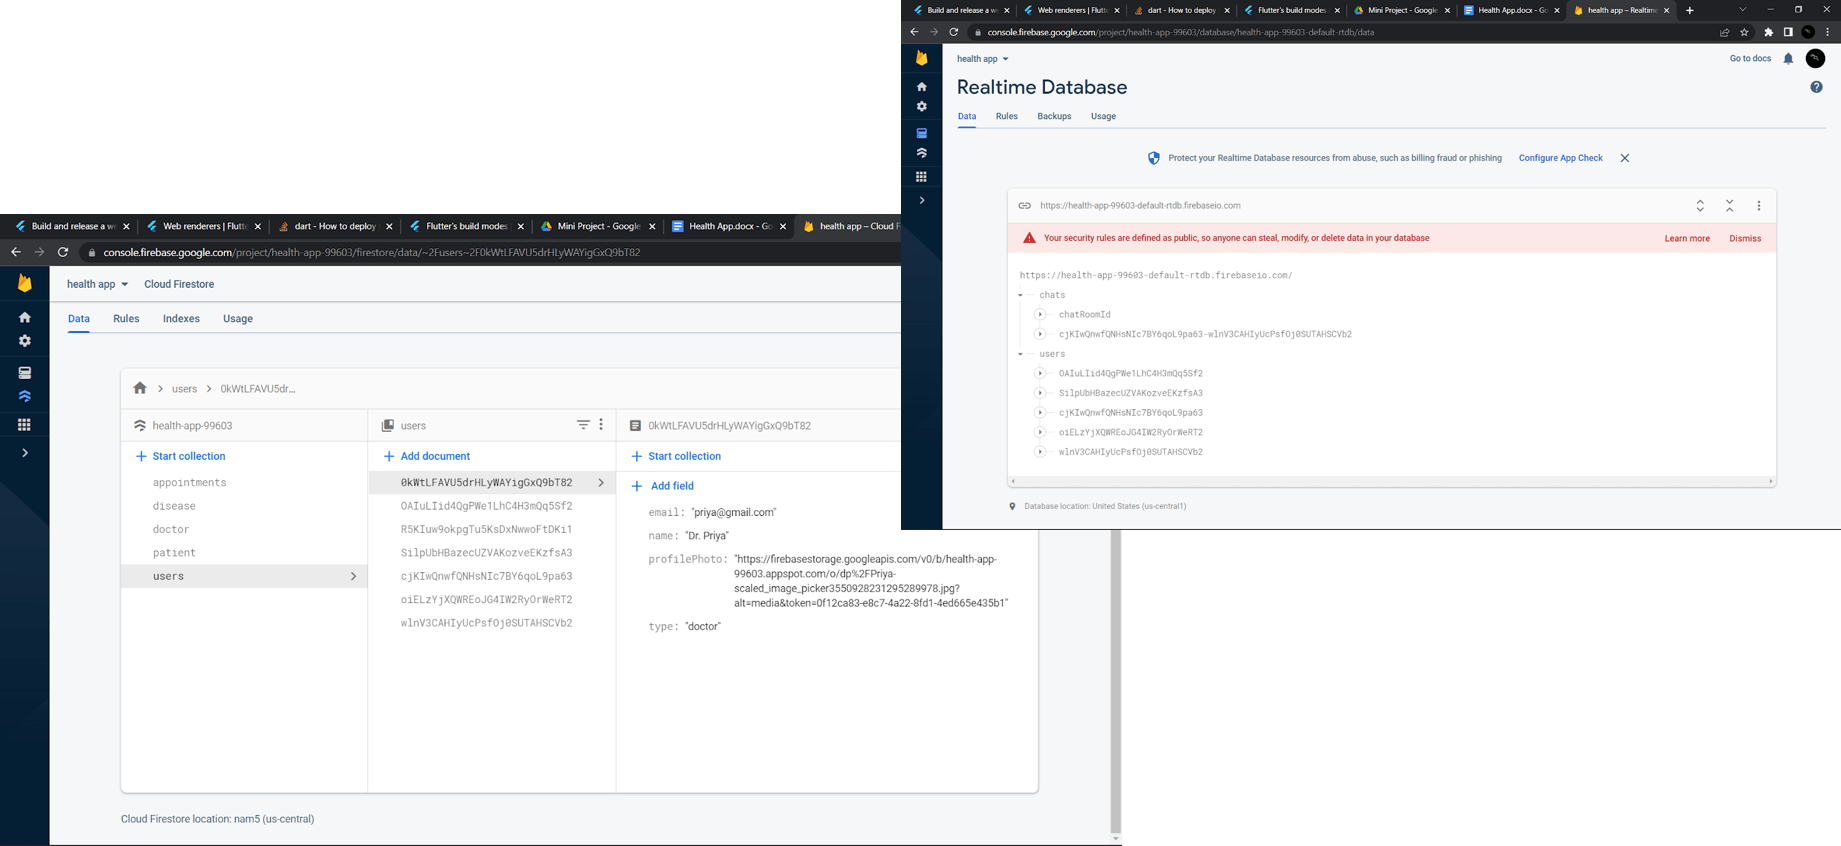 Build and release a we
Web renderers | Flutte
dart - How to deploy
Flutter's build modes
Mini Project - Google
Health App.docx - Go
health app – Realtime
console.firebase.google.com/project/health-app-99603/database/health-app-99603-default-rtdb/data
health app
Go to docs
Realtime Database
Data
Rules
Backups
Usage
Protect your Realtime Database resources from abuse, such as billing fraud or phishing
Configure App Check
https://health-app-99603-default-rtdb.firebaseio.com
Your security rules are defined as public, so anyone can steal, modify, or delete data in your database
Learn more
Dismiss
https://health-app-99603-default-rtdb.firebaseio.com/
chats
chatRoomId
cjKIwQnwfQNHsNIc7BY6qoL9pa63-wlnV3CAHIyUcPsfOj0SUTAHSCVb2
users
OAIuLIid4QgPWe1LhC4H3mQq5Sf2
SilpUbHBazecUZVAKozveEKzfsA3
cjKIwQnwfQNHsNIc7BY6qoL9pa63
oiELzYjXQWREoJG4IW2RyOrWeRT2
wlnV3CAHIyUcPsfOj0SUTAHSCVb2
Database location: United States (us-central1)
Build and release a we
Web renderers | Flutte
dart - How to deploy
Flutter's build modes
Mini Project - Google
Health App.docx - Go
health app – Cloud F
console.firebase.google.com/project/health-app-99603/firestore/data/~2Fusers~2F0kWtLFAVU5drHLyWAYigGxQ9bT82
health app
Cloud Firestore
Data
Rules
Indexes
Usage
users
0kWtLFAVU5dr...
health-app-99603
Start collection
appointments
disease
doctor
patient
users
users
Add document
0kWtLFAVU5drHLyWAYigGxQ9bT82
OAIuLIid4QgPWe1LhC4H3mQq5Sf2
R5KIuw9okpgTu5KsDxNwwoFtDKi1
SilpUbHBazecUZVAKozveEKzfsA3
cjKIwQnwfQNHsNIc7BY6qoL9pa63
oiELzYjXQWREoJG4IW2RyOrWeRT2
wlnV3CAHIyUcPsfOj0SUTAHSCVb2
0kWtLFAVU5drHLyWAYigGxQ9bT82
Start collection
Add field
email: "priya@gmail.com"
name: "Dr. Priya"
profilePhoto: "https://firebasestorage.googleapis.com/v0/b/health-app-
99603.appspot.com/o/dp%2FPriya-
scaled_image_picker3550928231295289978.jpg?
alt=media&token=0f12ca83-e8c7-4a22-8fd1-4ed665e435b1"
type: "doctor"
Cloud Firestore location: nam5 (us-central)